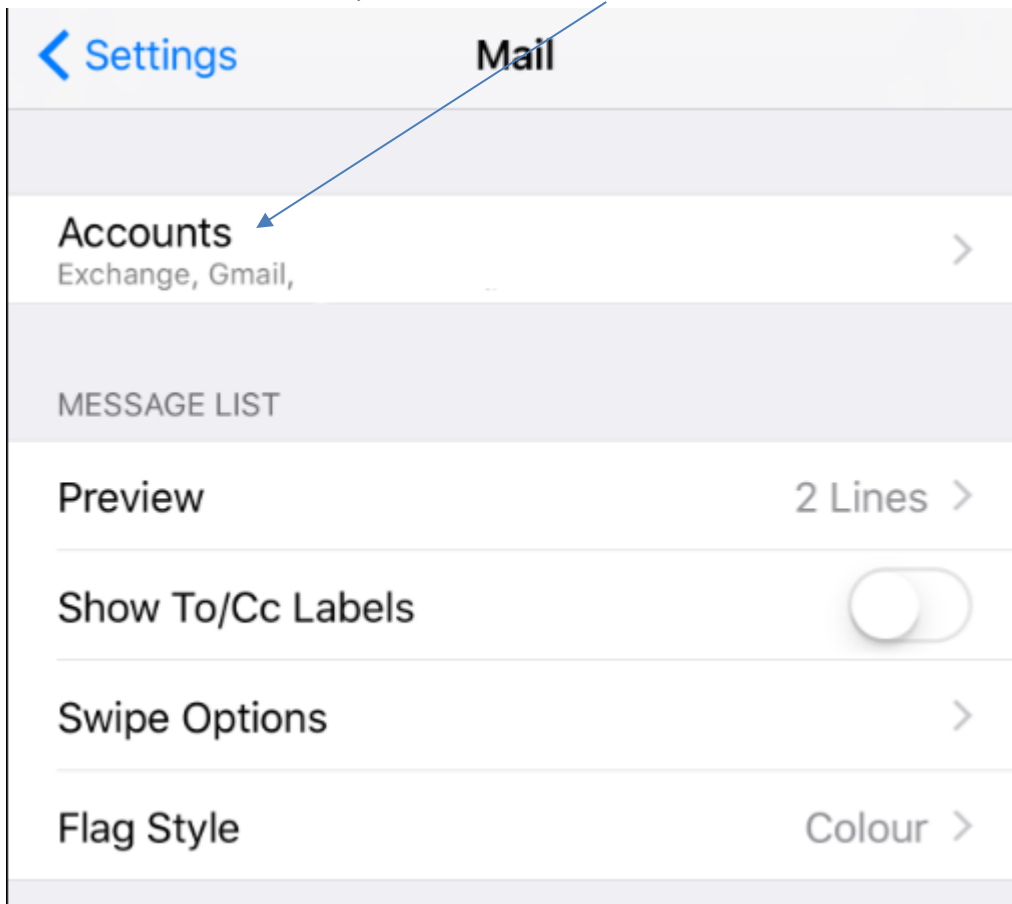 Settings Mail
Accounts
Exchange, Gmail,
MESSAGE LIST
Preview 2 Lines
Show To/Cc Labels
Swipe Options
Flag Style Colour